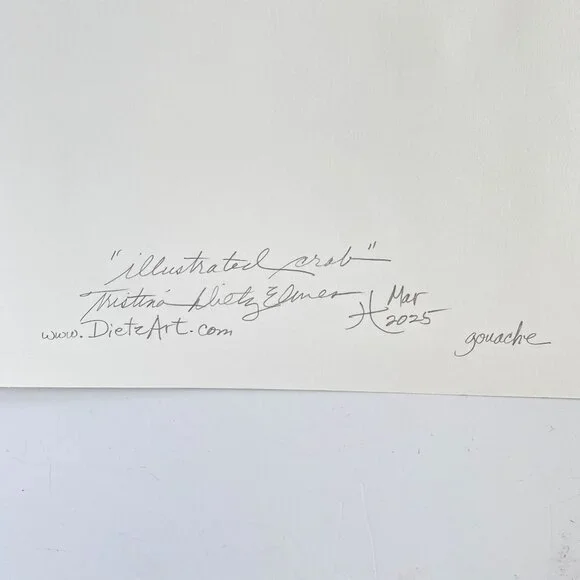 "illustrated crab"
Tristina Dietz Elmes Mar
www.DietzArt.com 2025
gouache